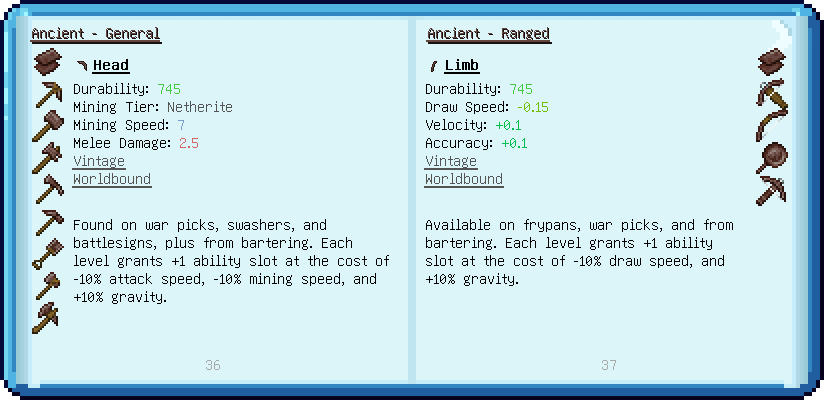 Ancient - General
Head
Durability: 745
Mining Tier: Netherite
Mining Speed: 7
Melee Damage: 2.5
Vintage
Worldbound
Found on war picks, swashers, and
battlesigns, plus from bartering. Each
level grants +1 ability slot at the cost of
-10% attack speed, -10% mining speed, and
+10% gravity.
36
Ancient - Ranged
Limb
Durability: 745
Draw Speed: -0.15
Velocity: +0.1
Accuracy: +0.1
Vintage
Worldbound
Available on frypans, war picks, and from
bartering. Each level grants +1 ability
slot at the cost of -10% draw speed, and
+10% gravity.
37